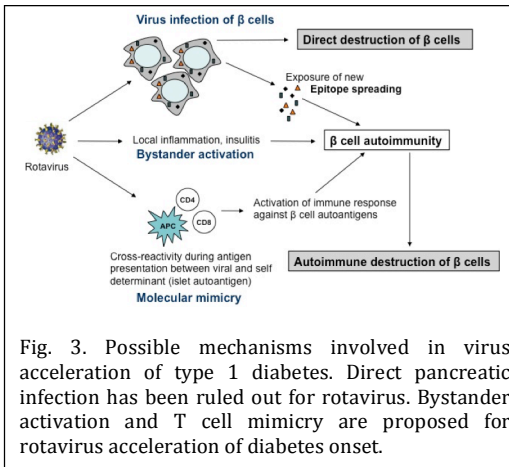 Virus infection of β cells
Direct destruction of β cells
Exposure of new
Epitope spreading
Rotavirus
Local inflammation, insulitis
Bystander activation
β cell autoimmunity
CD4
CD8
APC
Activation of immune response
against β cell autoantigens
Cross-reactivity during antigen
presentation between viral and self
determinant (islet autoantigen)
Molecular mimicry
Autoimmune destruction of β cells
Fig. 3. Possible mechanisms involved in virus
acceleration of type 1 diabetes. Direct pancreatic
infection has been ruled out for rotavirus. Bystander
activation and T cell mimicry are proposed for
rotavirus acceleration of diabetes onset.